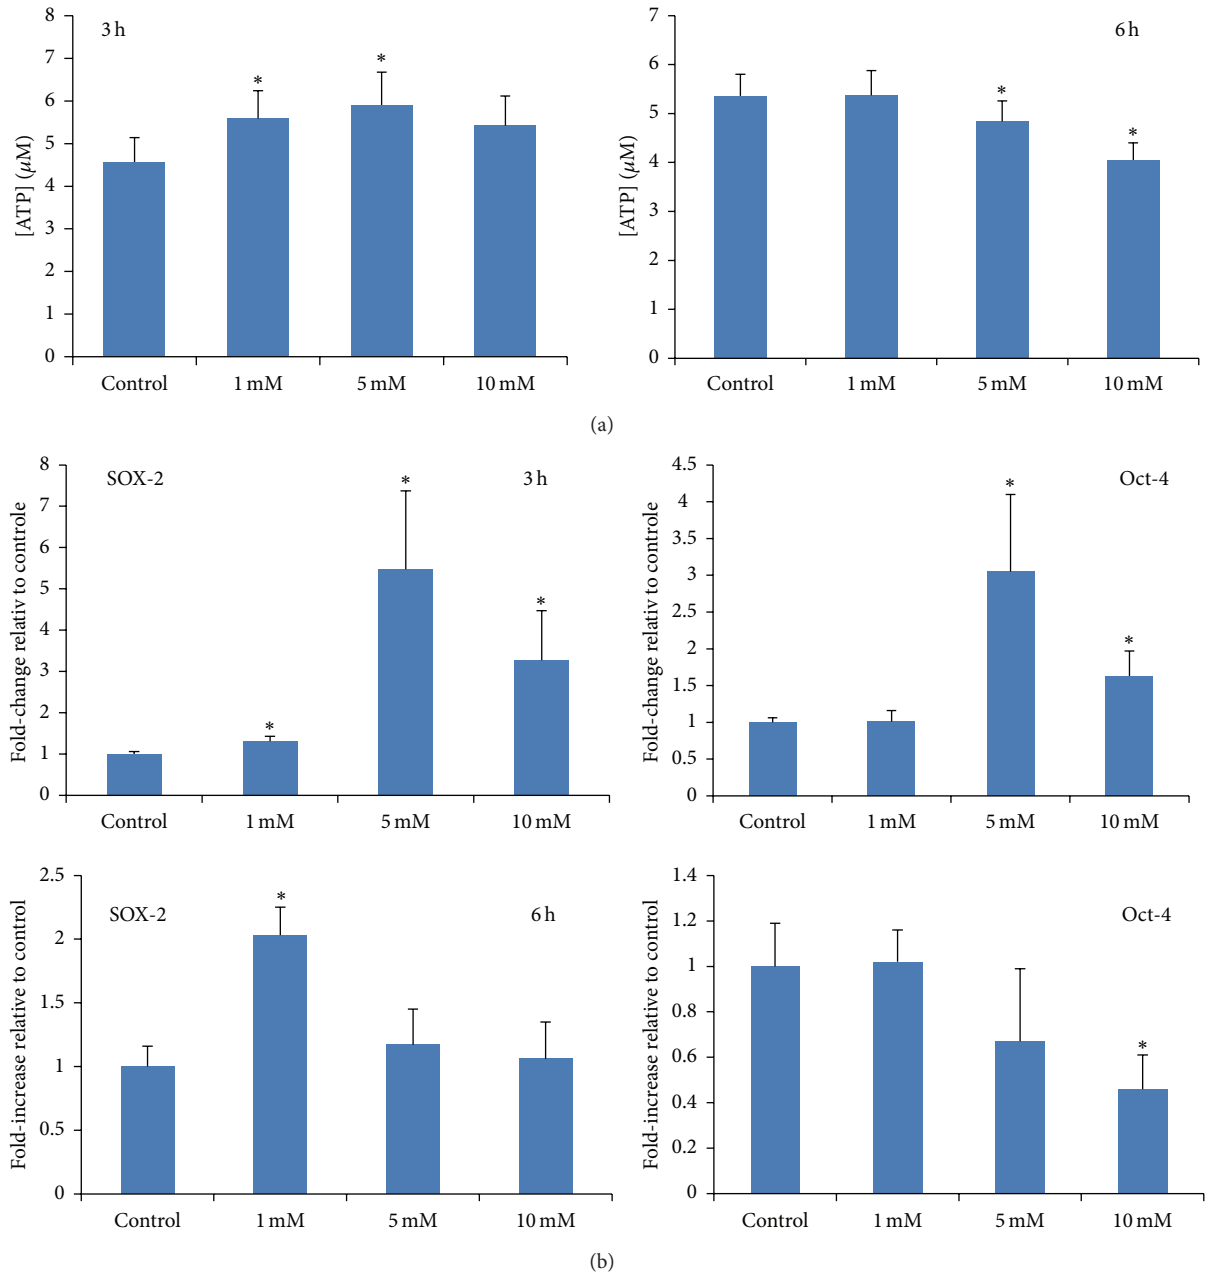 8
7
6
5
4
3
2
1
0
[ATP] (μM)
3 h
*
*
Control
1 mM
5 mM
10 mM
7
6
5
4
3
2
1
0
[ATP] (μM)
6 h
*
*
Control
1 mM
5 mM
10 mM
(a)
8
7
6
5
4
3
2
1
0
Fold-change relativ to controle
SOX-2
3 h
*
*
*
Control
1 mM
5 mM
10 mM
4.5
4
3.5
3
2.5
2
1.5
1
0.5
0
Fold-change relativ to controle
Oct-4
*
*
Control
1 mM
5 mM
10 mM
2.5
2
1.5
1
0.5
0
Fold-increase relative to control
SOX-2
6 h
*
Control
1 mM
5 mM
10 mM
1.4
1.2
1
0.8
0.6
0.4
0.2
0
Fold-increase relative to control
Oct-4
*
Control
1 mM
5 mM
10 mM
(b)